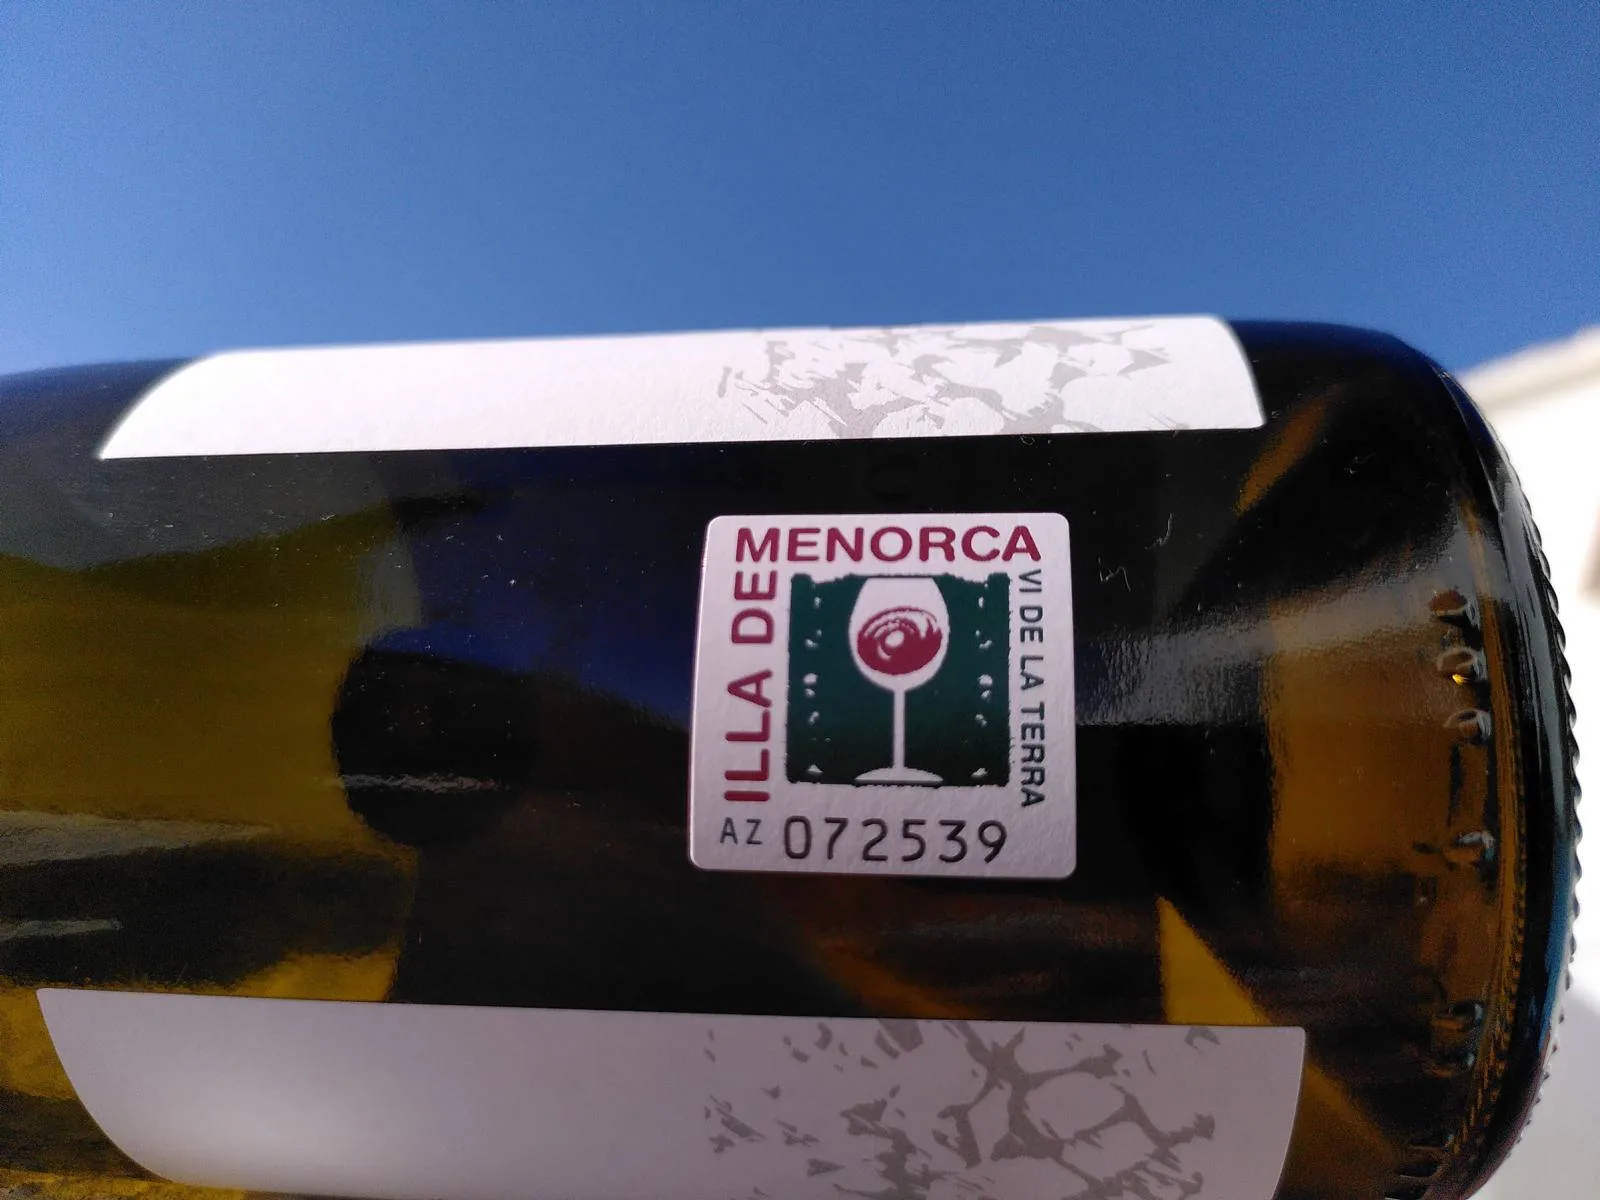 ILLA DE
MENORCA
VI DE LA TERRA
AZ 072539